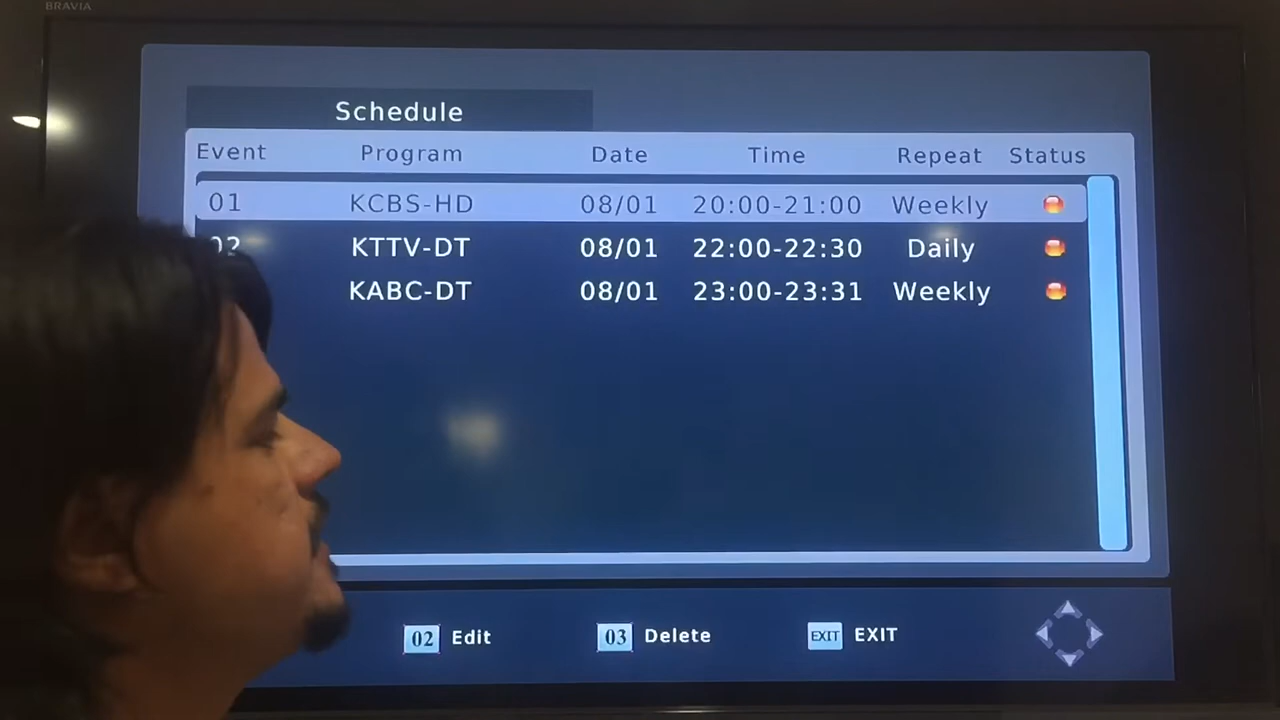 BRAVIA
Schedule
Event Program Date Time Repeat Status
01 KCBS-HD 08/01 20:00-21:00 Weekly
02 KTTV-DT 08/01 22:00-22:30 Daily
KABC-DT 08/01 23:00-23:31 Weekly
02 Edit 03 Delete EXIT EXIT